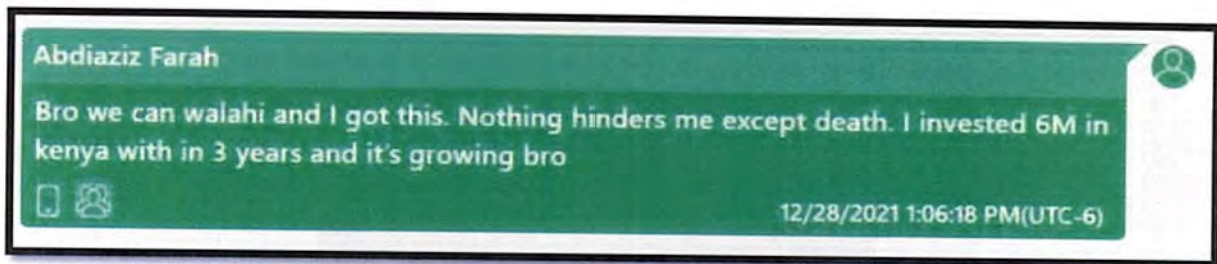 Abdiaziz Farah
Bro we can walahi and I got this. Nothing hinders me except death. I invested 6M in
kenya with in 3 years and it's growing bro
12/28/2021 1:06:18 PM(UTC-6)